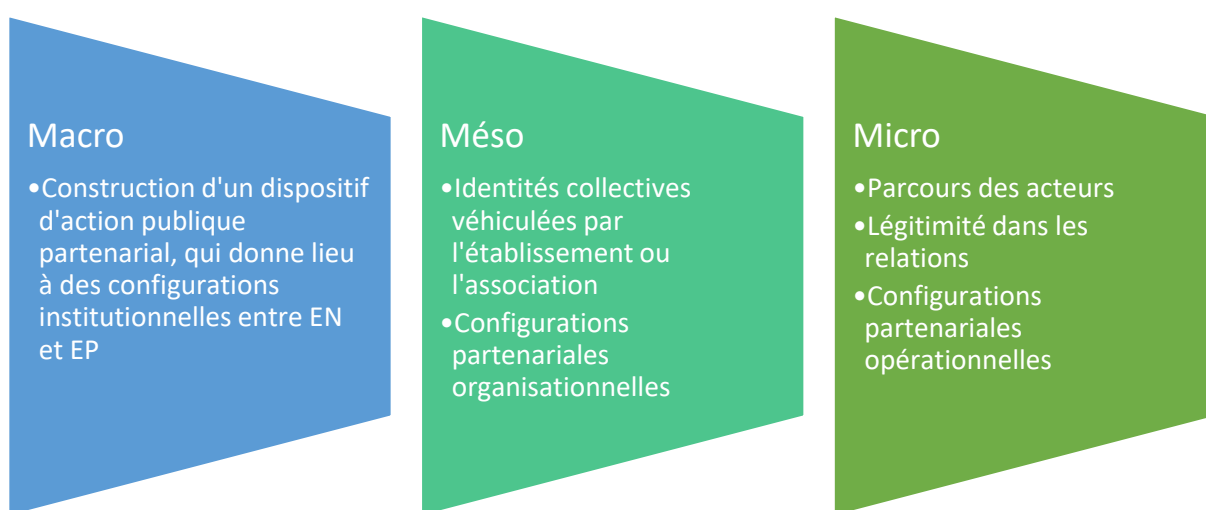 Macro
•Construction d'un dispositif
d'action publique
partenarial, qui donne lieu
à des configurations
institutionnelles entre EN
et EP
Méso
•Identités collectives
véhiculées par
l'établissement ou
l'association
•Configurations
partenariales
organisationnelles
Micro
•Parcours des acteurs
•Légitimité dans les
relations
•Configurations
partenariales
opérationnelles